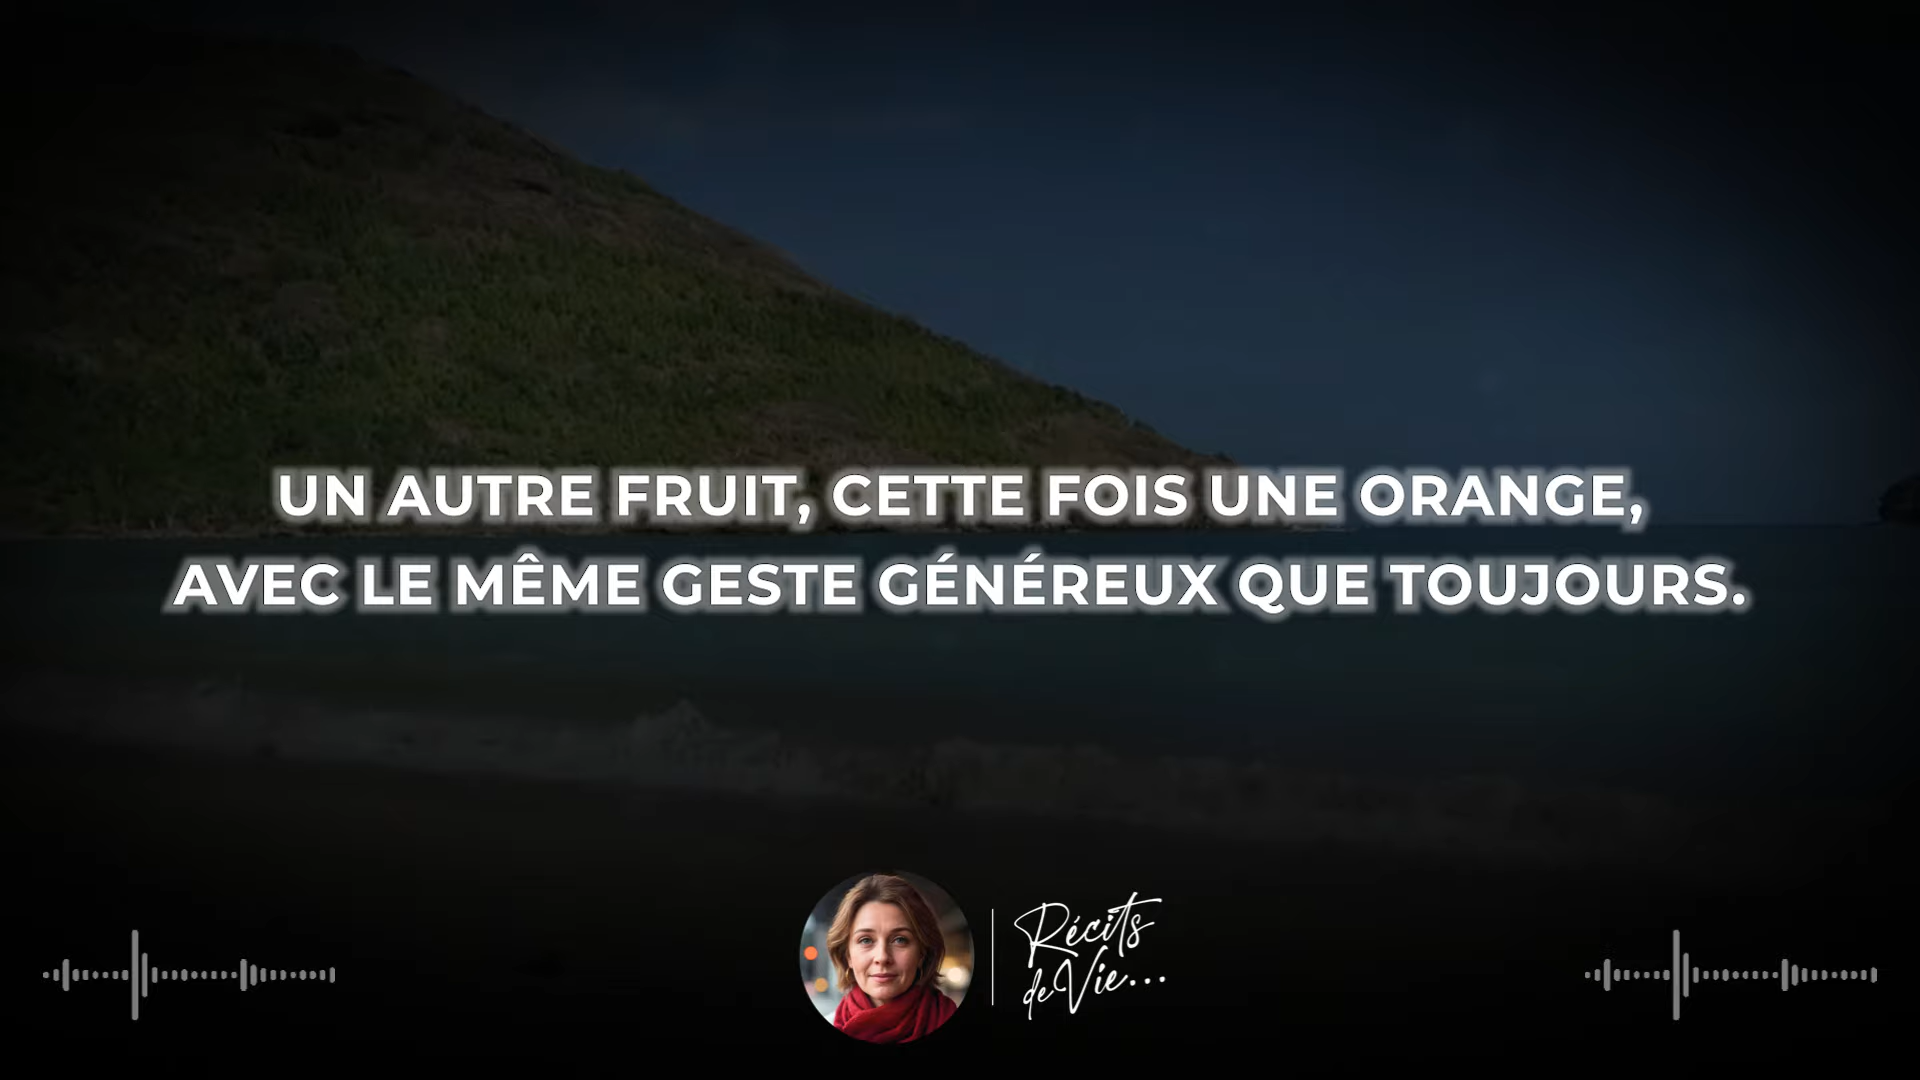 UN AUTRE FRUIT, CETTE FOIS UNE ORANGE,
AVEC LE MÊME GESTE GÉNÉREUX QUE TOUJOURS.
Récits
de Vie...